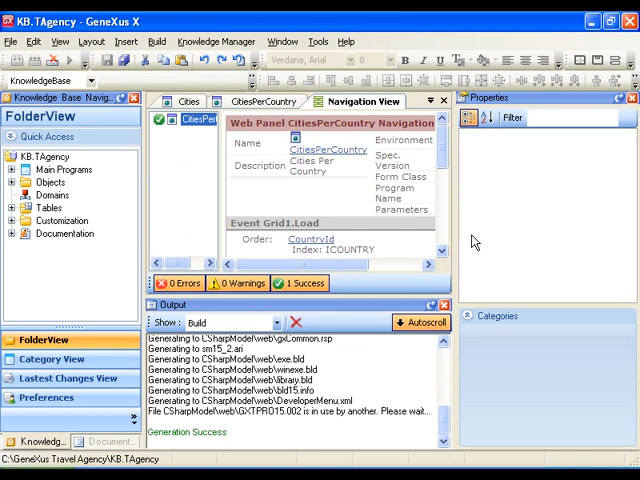 KB.TAgency - GeneXus X
File Edit View Layout Insert Build Knowledge Manager Window Tools Help
Verdana, Arial 8 B I U
KnowledgeBase
Knowledge Base Navig...
FolderView
Quick Access
KB.TAgency
Main Programs
Objects
Domains
Tables
Customization
Documentation
FolderView
Category View
Lastest Changes View
Preferences
Knowledg...
Document...
Cities CitiesPerCountry Navigation View
CitiesPer
Web Panel CitiesPerCountry Navigation
Name CitiesPerCountry
Description Cities Per Country
Environment
Spec. Version
Form Class
Program Name
Parameters
Event Grid1.Load
Order: CountryId
Index: ICOUNTRY
0 Errors 0 Warnings 1 Success
Output
Show : Build Autoscroll
Generating to CSharpModel\web\gxCommon.rsp
Generating to sm15_2.ari
Generating to CSharpModel\web\exe.bld
Generating to CSharpModel\web\winexe.bld
Generating to CSharpModel\web\library.bld
Generating to CSharpModel\web\bld15.info
Generating to CSharpModel\web\DeveloperMenu.xml
File CSharpModel\web\GXTPRO15.002 is in use by another. Please wait...
Generation Success
Properties
Filter
Categories
C:\GeneXus Travel Agency\KB.TAgency